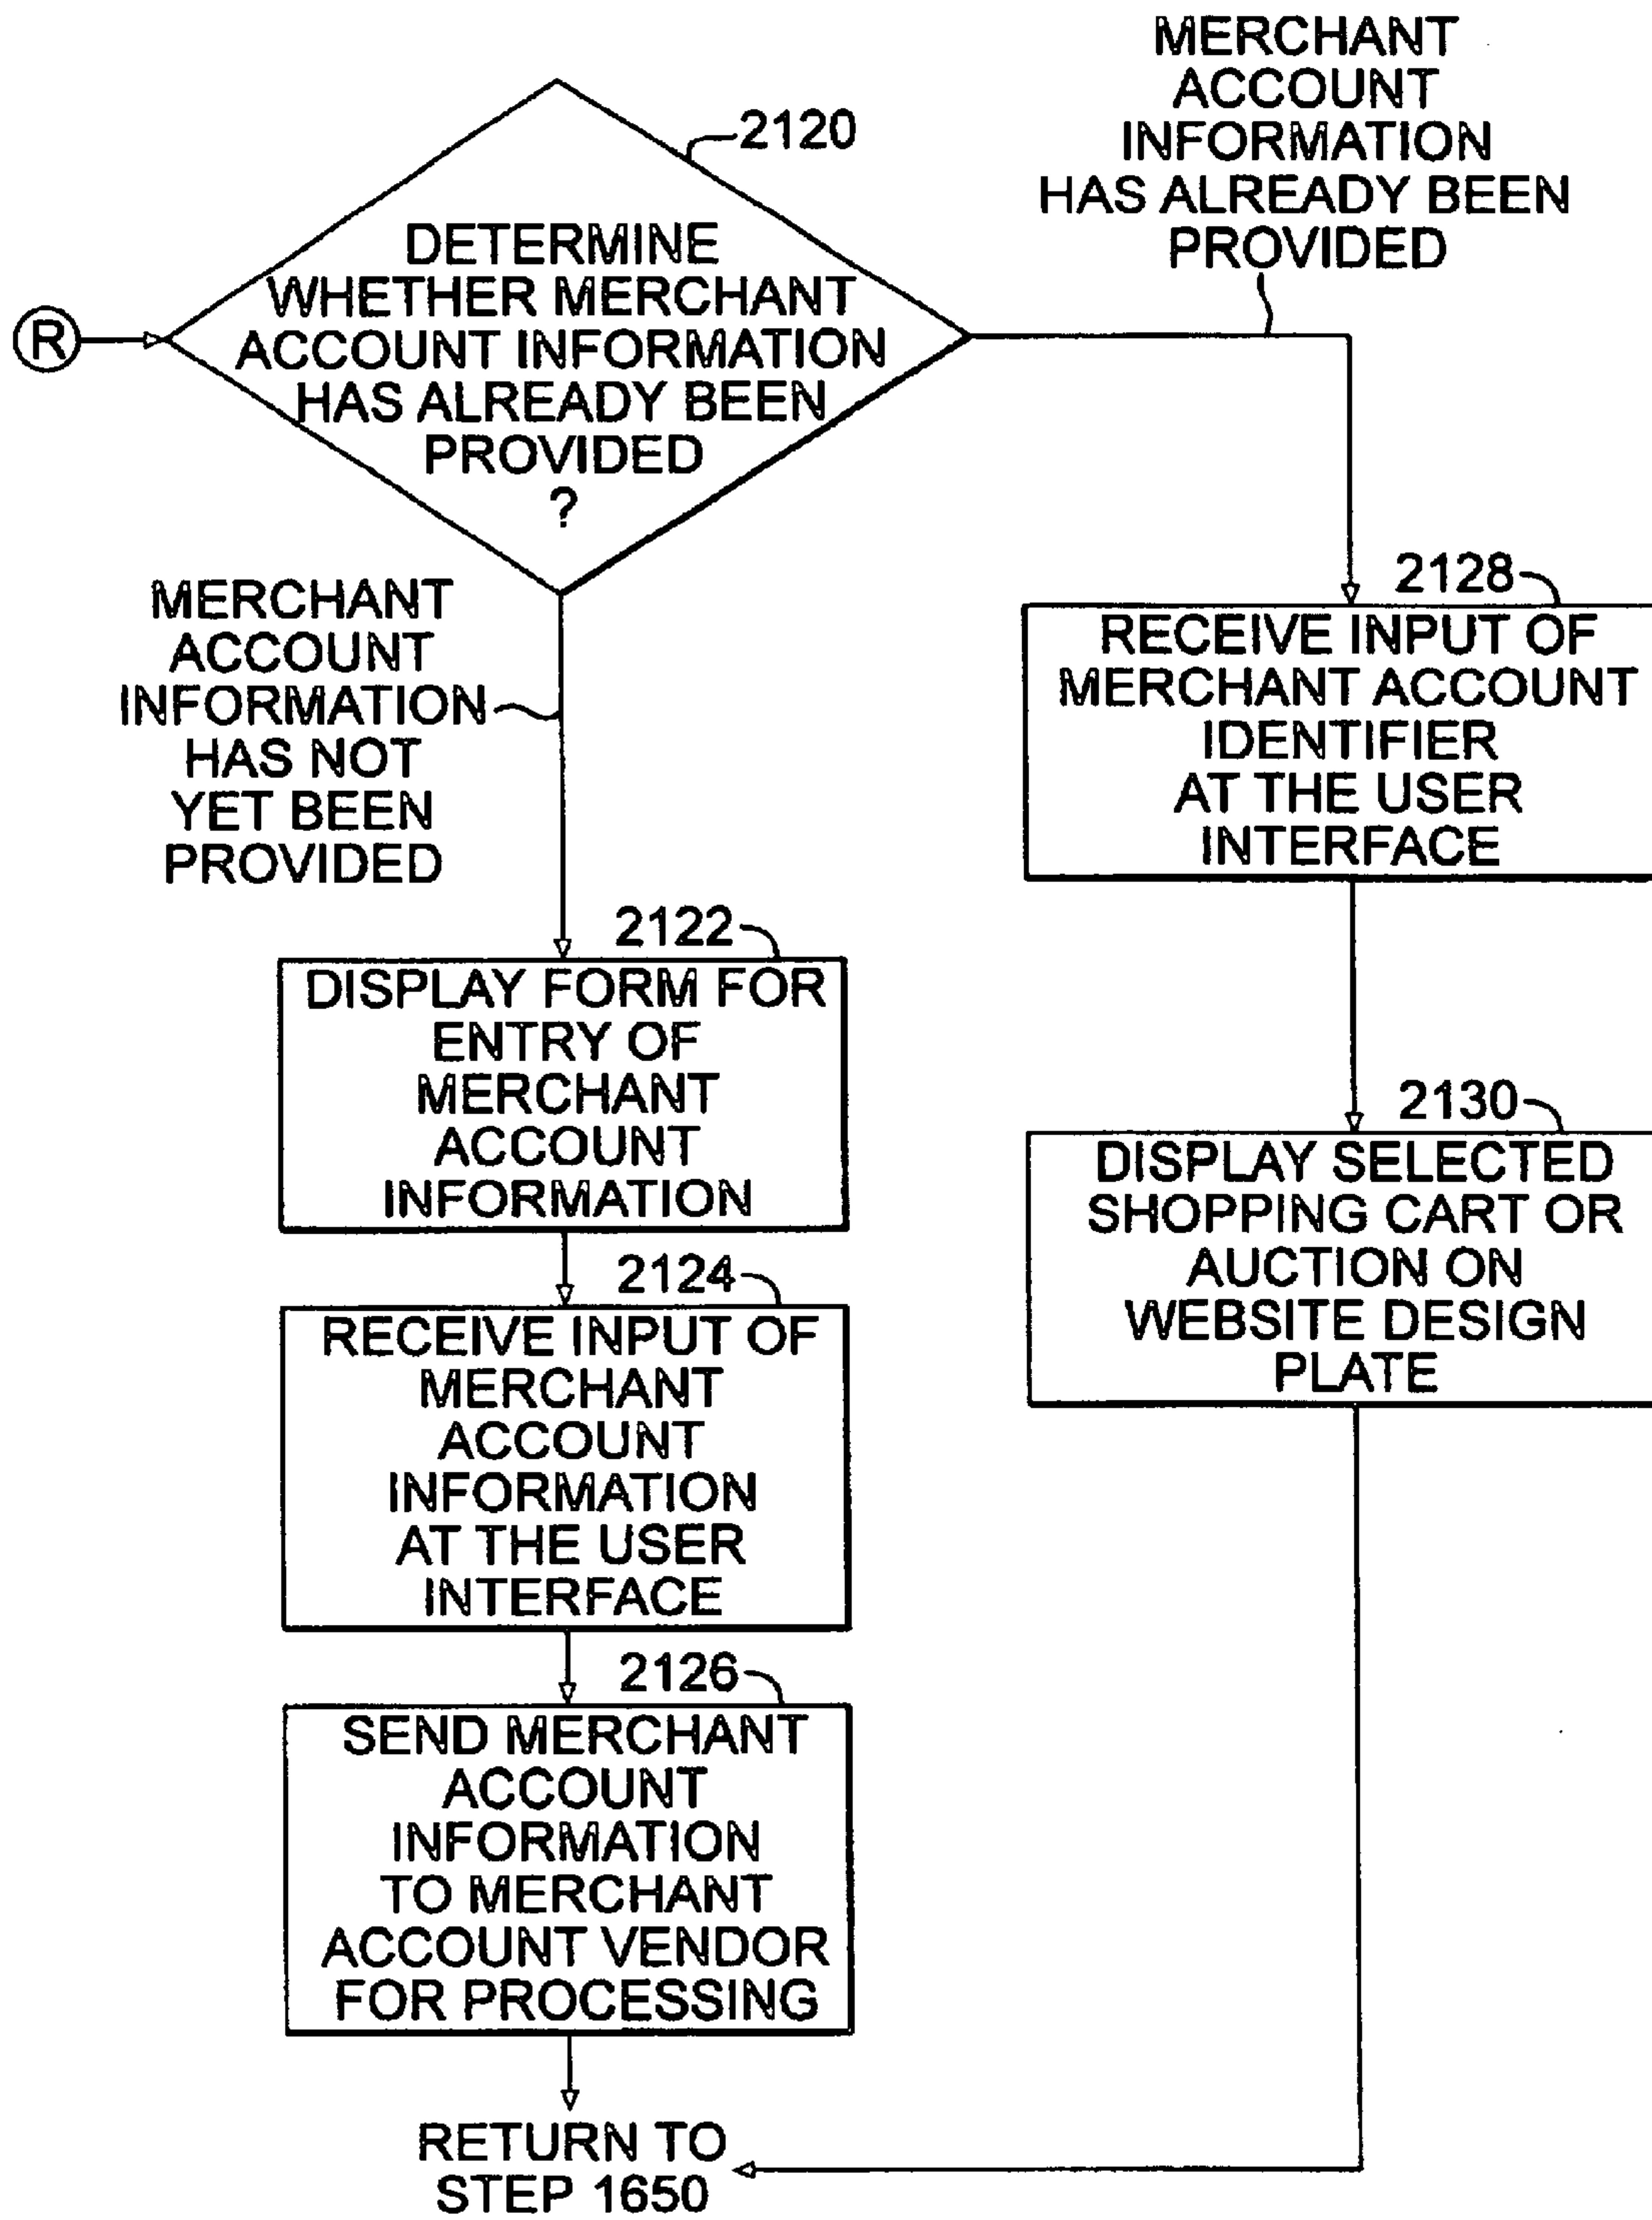 MERCHANT
ACCOUNT
INFORMATION
HAS ALREADY BEEN
PROVIDED
2120
DETERMINE
WHETHER MERCHANT
ACCOUNT INFORMATION
HAS ALREADY BEEN
PROVIDED
?
R
MERCHANT
ACCOUNT
INFORMATION
HAS NOT
YET BEEN
PROVIDED
2128
RECEIVE INPUT OF
MERCHANT ACCOUNT
IDENTIFIER
AT THE USER
INTERFACE
2122
DISPLAY FORM FOR
ENTRY OF
MERCHANT
ACCOUNT
INFORMATION
2130
DISPLAY SELECTED
SHOPPING CART OR
AUCTION ON
WEBSITE DESIGN
PLATE
2124
RECEIVE INPUT OF
MERCHANT
ACCOUNT
INFORMATION
AT THE USER
INTERFACE
2126
SEND MERCHANT
ACCOUNT
INFORMATION
TO MERCHANT
ACCOUNT VENDOR
FOR PROCESSING
RETURN TO
STEP 1650